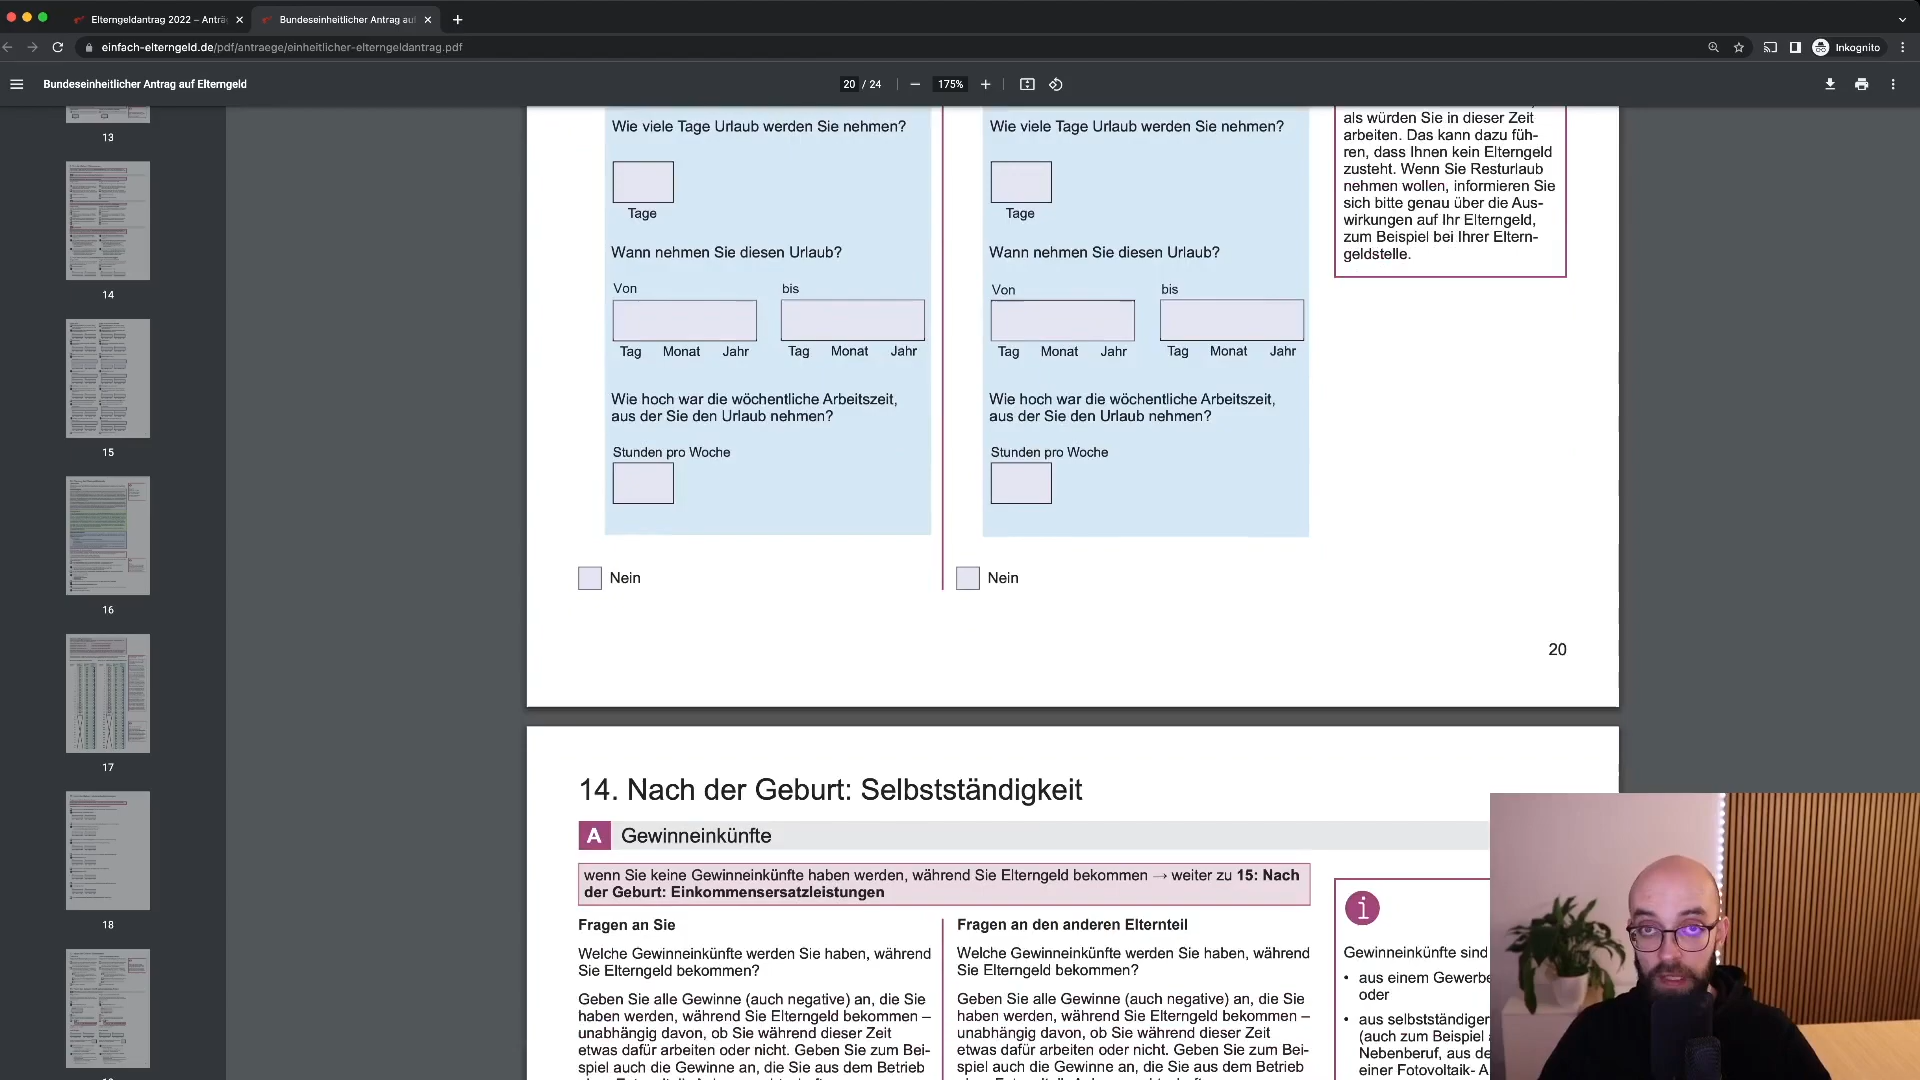 Elterngeldantrag 2022 – Anträ
Bundeseinheitlicher Antrag au
einfach-elterngeld.de/pdf/antraege/einheitlicher-elterngeldantrag.pdf
Inkognito
Bundeseinheitlicher Antrag auf Elterngeld
20 / 24
175%
13
14
15
16
17
18
Wie viele Tage Urlaub werden Sie nehmen?
Tage
Wann nehmen Sie diesen Urlaub?
Von bis
Tag Monat Jahr Tag Monat Jahr
Wie hoch war die wöchentliche Arbeitszeit,
aus der Sie den Urlaub nehmen?
Stunden pro Woche
Nein
Wie viele Tage Urlaub werden Sie nehmen?
Tage
Wann nehmen Sie diesen Urlaub?
Von bis
Tag Monat Jahr Tag Monat Jahr
Wie hoch war die wöchentliche Arbeitszeit,
aus der Sie den Urlaub nehmen?
Stunden pro Woche
Nein
als würden Sie in dieser Zeit
arbeiten. Das kann dazu füh-
ren, dass Ihnen kein Elterngeld
zusteht. Wenn Sie Resturlaub
nehmen wollen, informieren Sie
sich bitte genau über die Aus-
wirkungen auf Ihr Elterngeld,
zum Beispiel bei Ihrer Eltern-
geldstelle.
20
14. Nach der Geburt: Selbstständigkeit
A Gewinneinkünfte
wenn Sie keine Gewinneinkünfte haben werden, während Sie Elterngeld bekommen → weiter zu 15: Nach
der Geburt: Einkommensersatzleistungen
Fragen an Sie
Welche Gewinneinkünfte werden Sie haben, während
Sie Elterngeld bekommen?
Geben Sie alle Gewinne (auch negative) an, die Sie
haben werden, während Sie Elterngeld bekommen –
unabhängig davon, ob Sie während dieser Zeit
etwas dafür arbeiten oder nicht. Geben Sie zum Bei-
spiel auch die Gewinne an, die Sie aus dem Betrieb
Fragen an den anderen Elternteil
Welche Gewinneinkünfte werden Sie haben, während
Sie Elterngeld bekommen?
Geben Sie alle Gewinne (auch negative) an, die Sie
haben werden, während Sie Elterngeld bekommen –
unabhängig davon, ob Sie während dieser Zeit
etwas dafür arbeiten oder nicht. Geben Sie zum Bei-
spiel auch die Gewinne an, die Sie aus dem Betrieb
i
Gewinneinkünfte sind
• aus einem Gewerbe
oder
• aus selbstständiger
(auch zum Beispiel
Nebenberuf, aus de
einer Fotovoltaik- A